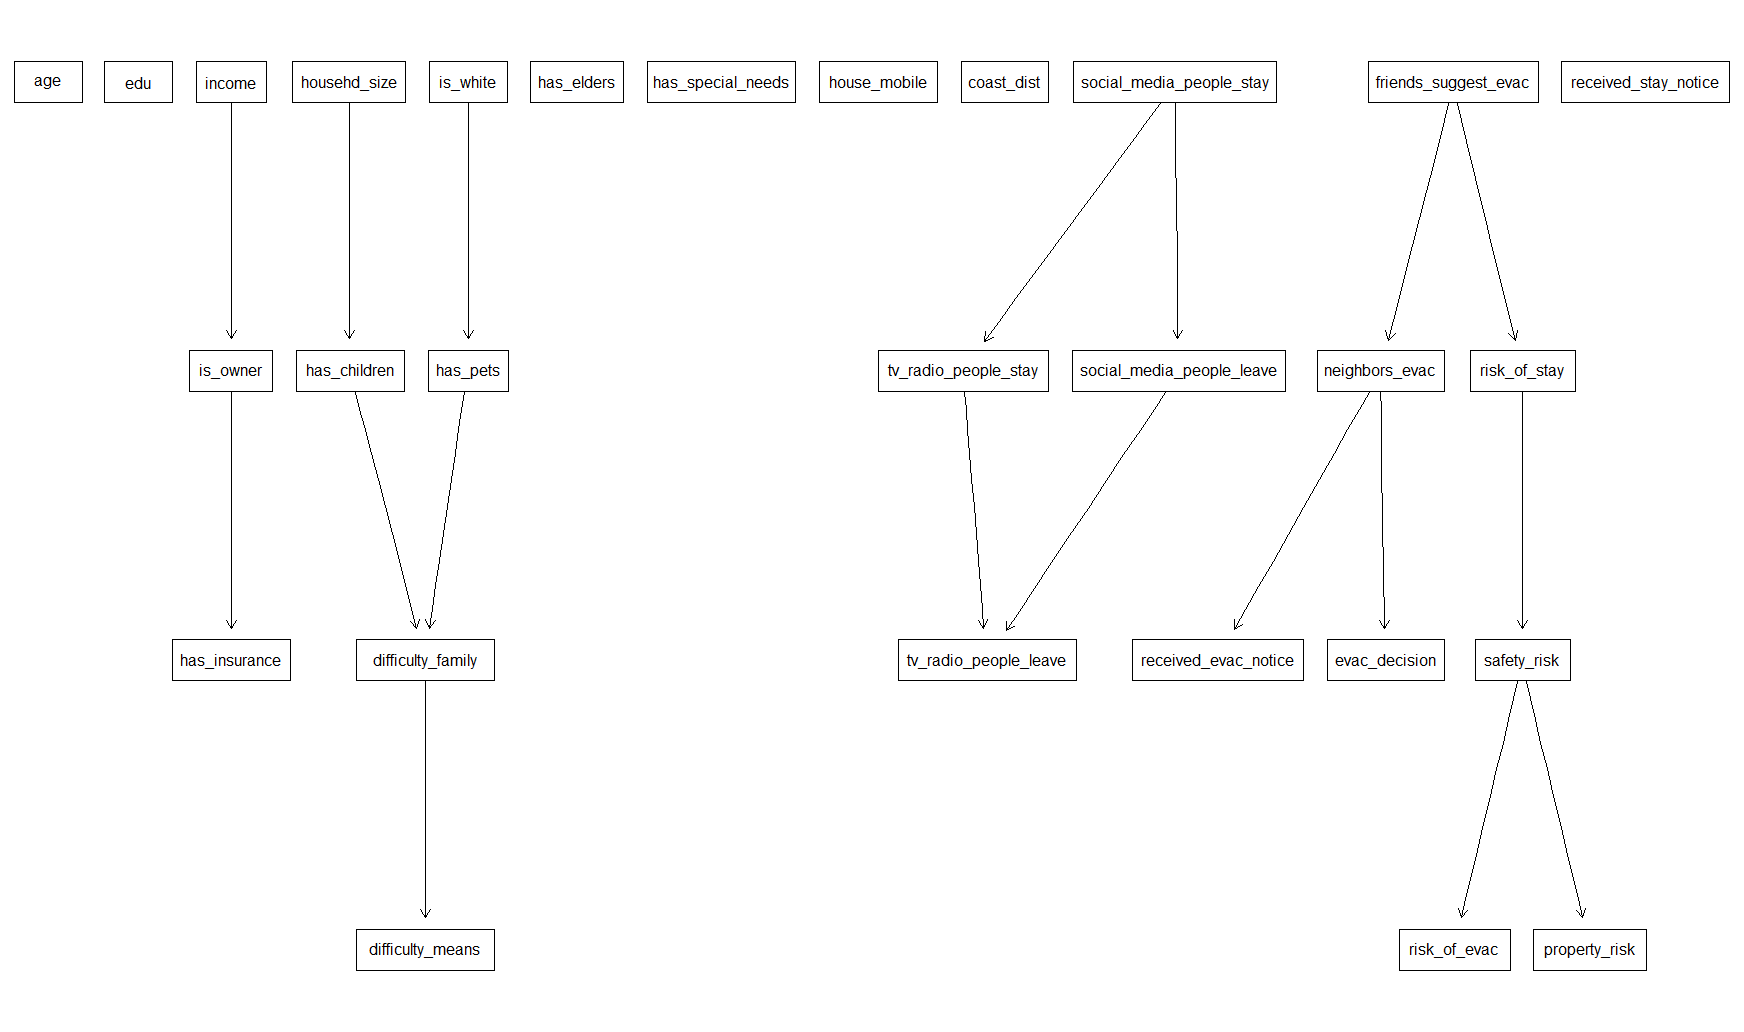 age
edu
income
househd_size
is_white
has_elders
has_special_needs
house_mobile
coast_dist
social_media_people_stay
friends_suggest_evac
received_stay_notice
is_owner
has_children
has_pets
tv_radio_people_stay
social_media_people_leave
neighbors_evac
risk_of_stay
has_insurance
difficulty_family
tv_radio_people_leave
received_evac_notice
evac_decision
safety_risk
difficulty_means
risk_of_evac
property_risk